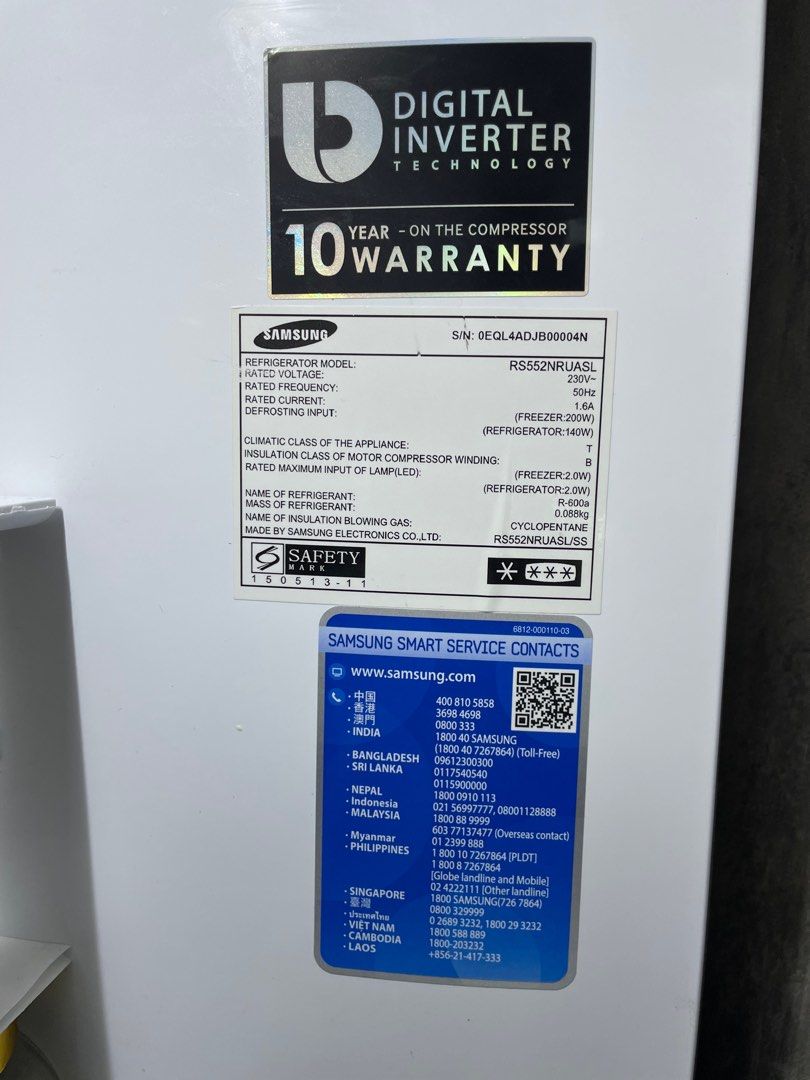 DIGITAL
INVERTER
TECHNOLOGY
10 YEAR - ON THE COMPRESSOR
WARRANTY
SAMSUNG S/N: 0EQL4ADJB00004N
REFRIGERATOR MODEL: RS552NRUASL
RATED VOLTAGE: 230V~
RATED FREQUENCY: 50Hz
RATED CURRENT: 1.6A
DEFROSTING INPUT: (FREEZER:200W)
(REFRIGERATOR:140W)
CLIMATIC CLASS OF THE APPLIANCE: T
INSULATION CLASS OF MOTOR COMPRESSOR WINDING: B
RATED MAXIMUM INPUT OF LAMP(LED): (FREEZER:2.0W)
(REFRIGERATOR:2.0W)
NAME OF REFRIGERANT: R-600a
MASS OF REFRIGERANT: 0.088kg
NAME OF INSULATION BLOWING GAS: CYCLOPENTANE
MADE BY SAMSUNG ELECTRONICS CO.,LTD: RS552NRUASL/SS
SAFETY
MARK
150513-11
6812-000110-03
SAMSUNG SMART SERVICE CONTACTS
www.samsung.com
· 中国 400 810 5858
· 香港 3698 4698
· 澳門 0800 333
· INDIA 1800 40 SAMSUNG
(1800 40 7267864) (Toll-Free)
· BANGLADESH 09612300300
· SRI LANKA 0117540540
0115900000
· NEPAL 1800 0910 113
· Indonesia 021 56997777, 08001128888
· MALAYSIA 1800 88 9999
603 77137477 (Overseas contact)
· Myanmar 01 2399 888
· PHILIPPINES 1 800 10 7267864 [PLDT]
1 800 8 7267864
[Globe landline and Mobile]
02 4222111 [Other landline]
· SINGAPORE 1800 SAMSUNG(726 7864)
· 臺灣 0800 329999
· ประเทศไทย 0 2689 3232, 1800 29 3232
· VIỆT NAM 1800 588 889
· CAMBODIA 1800-203232
· LAOS +856-21-417-333